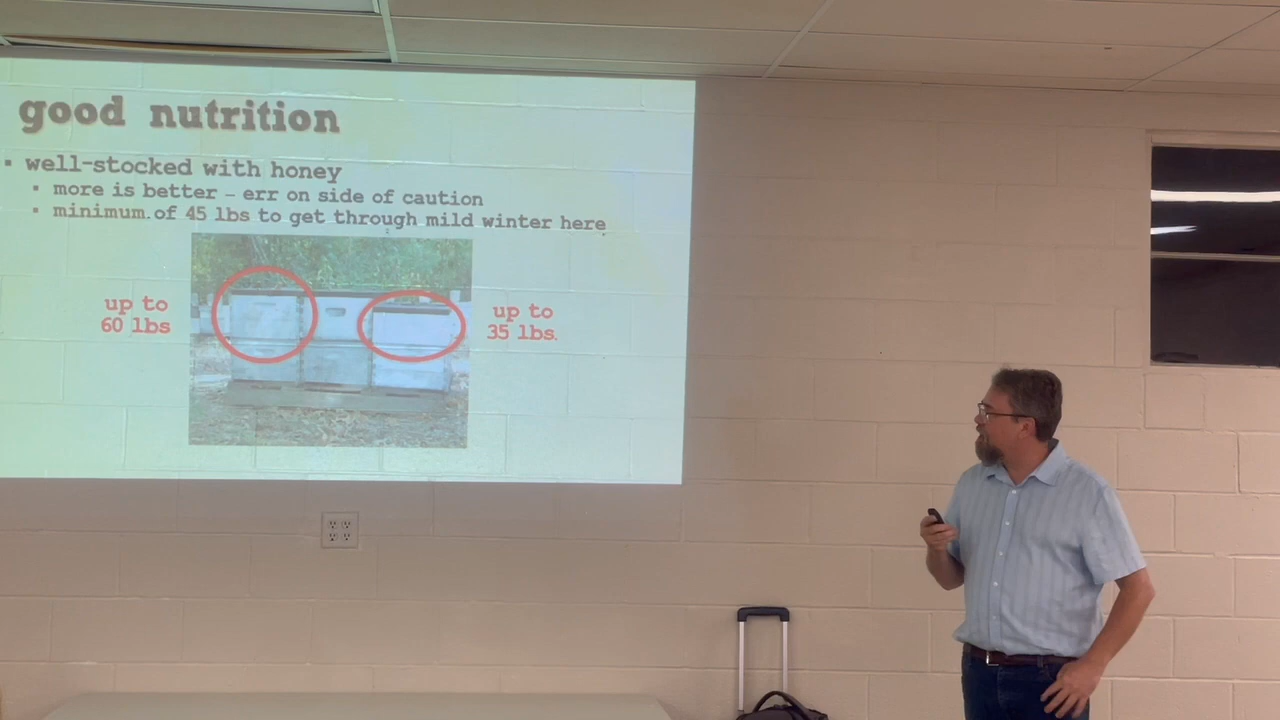 good nutrition
▪ well-stocked with honey
▪ more is better – err on side of caution
▪ minimum of 45 lbs to get through mild winter here
up to
60 lbs
up to
35 lbs.